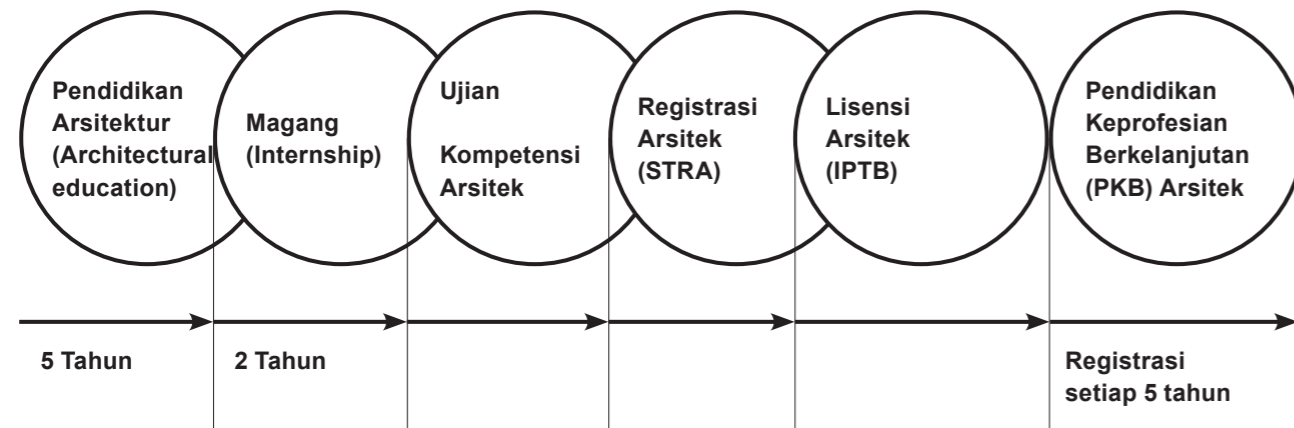 Pendidikan
Arsitektur
(Architectural
education)
Magang
(Internship)
Ujian
Kompetensi
Arsitek
Registrasi
Arsitek
(STRA)
Lisensi
Arsitek
(IPTB)
Pendidikan
Keprofesian
Berkelanjutan
(PKB) Arsitek
5 Tahun
2 Tahun
Registrasi
setiap 5 tahun